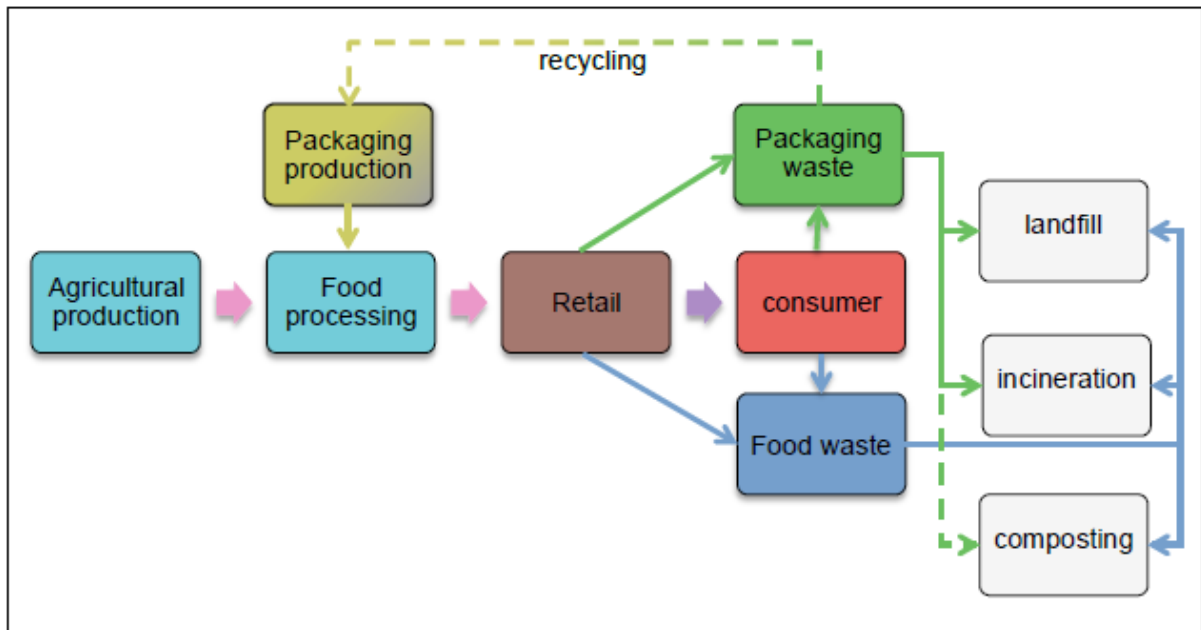 recycling
Packaging
production
Packaging
waste
landfill
Agricultural
production
Food
processing
Retail
consumer
incineration
Food waste
composting